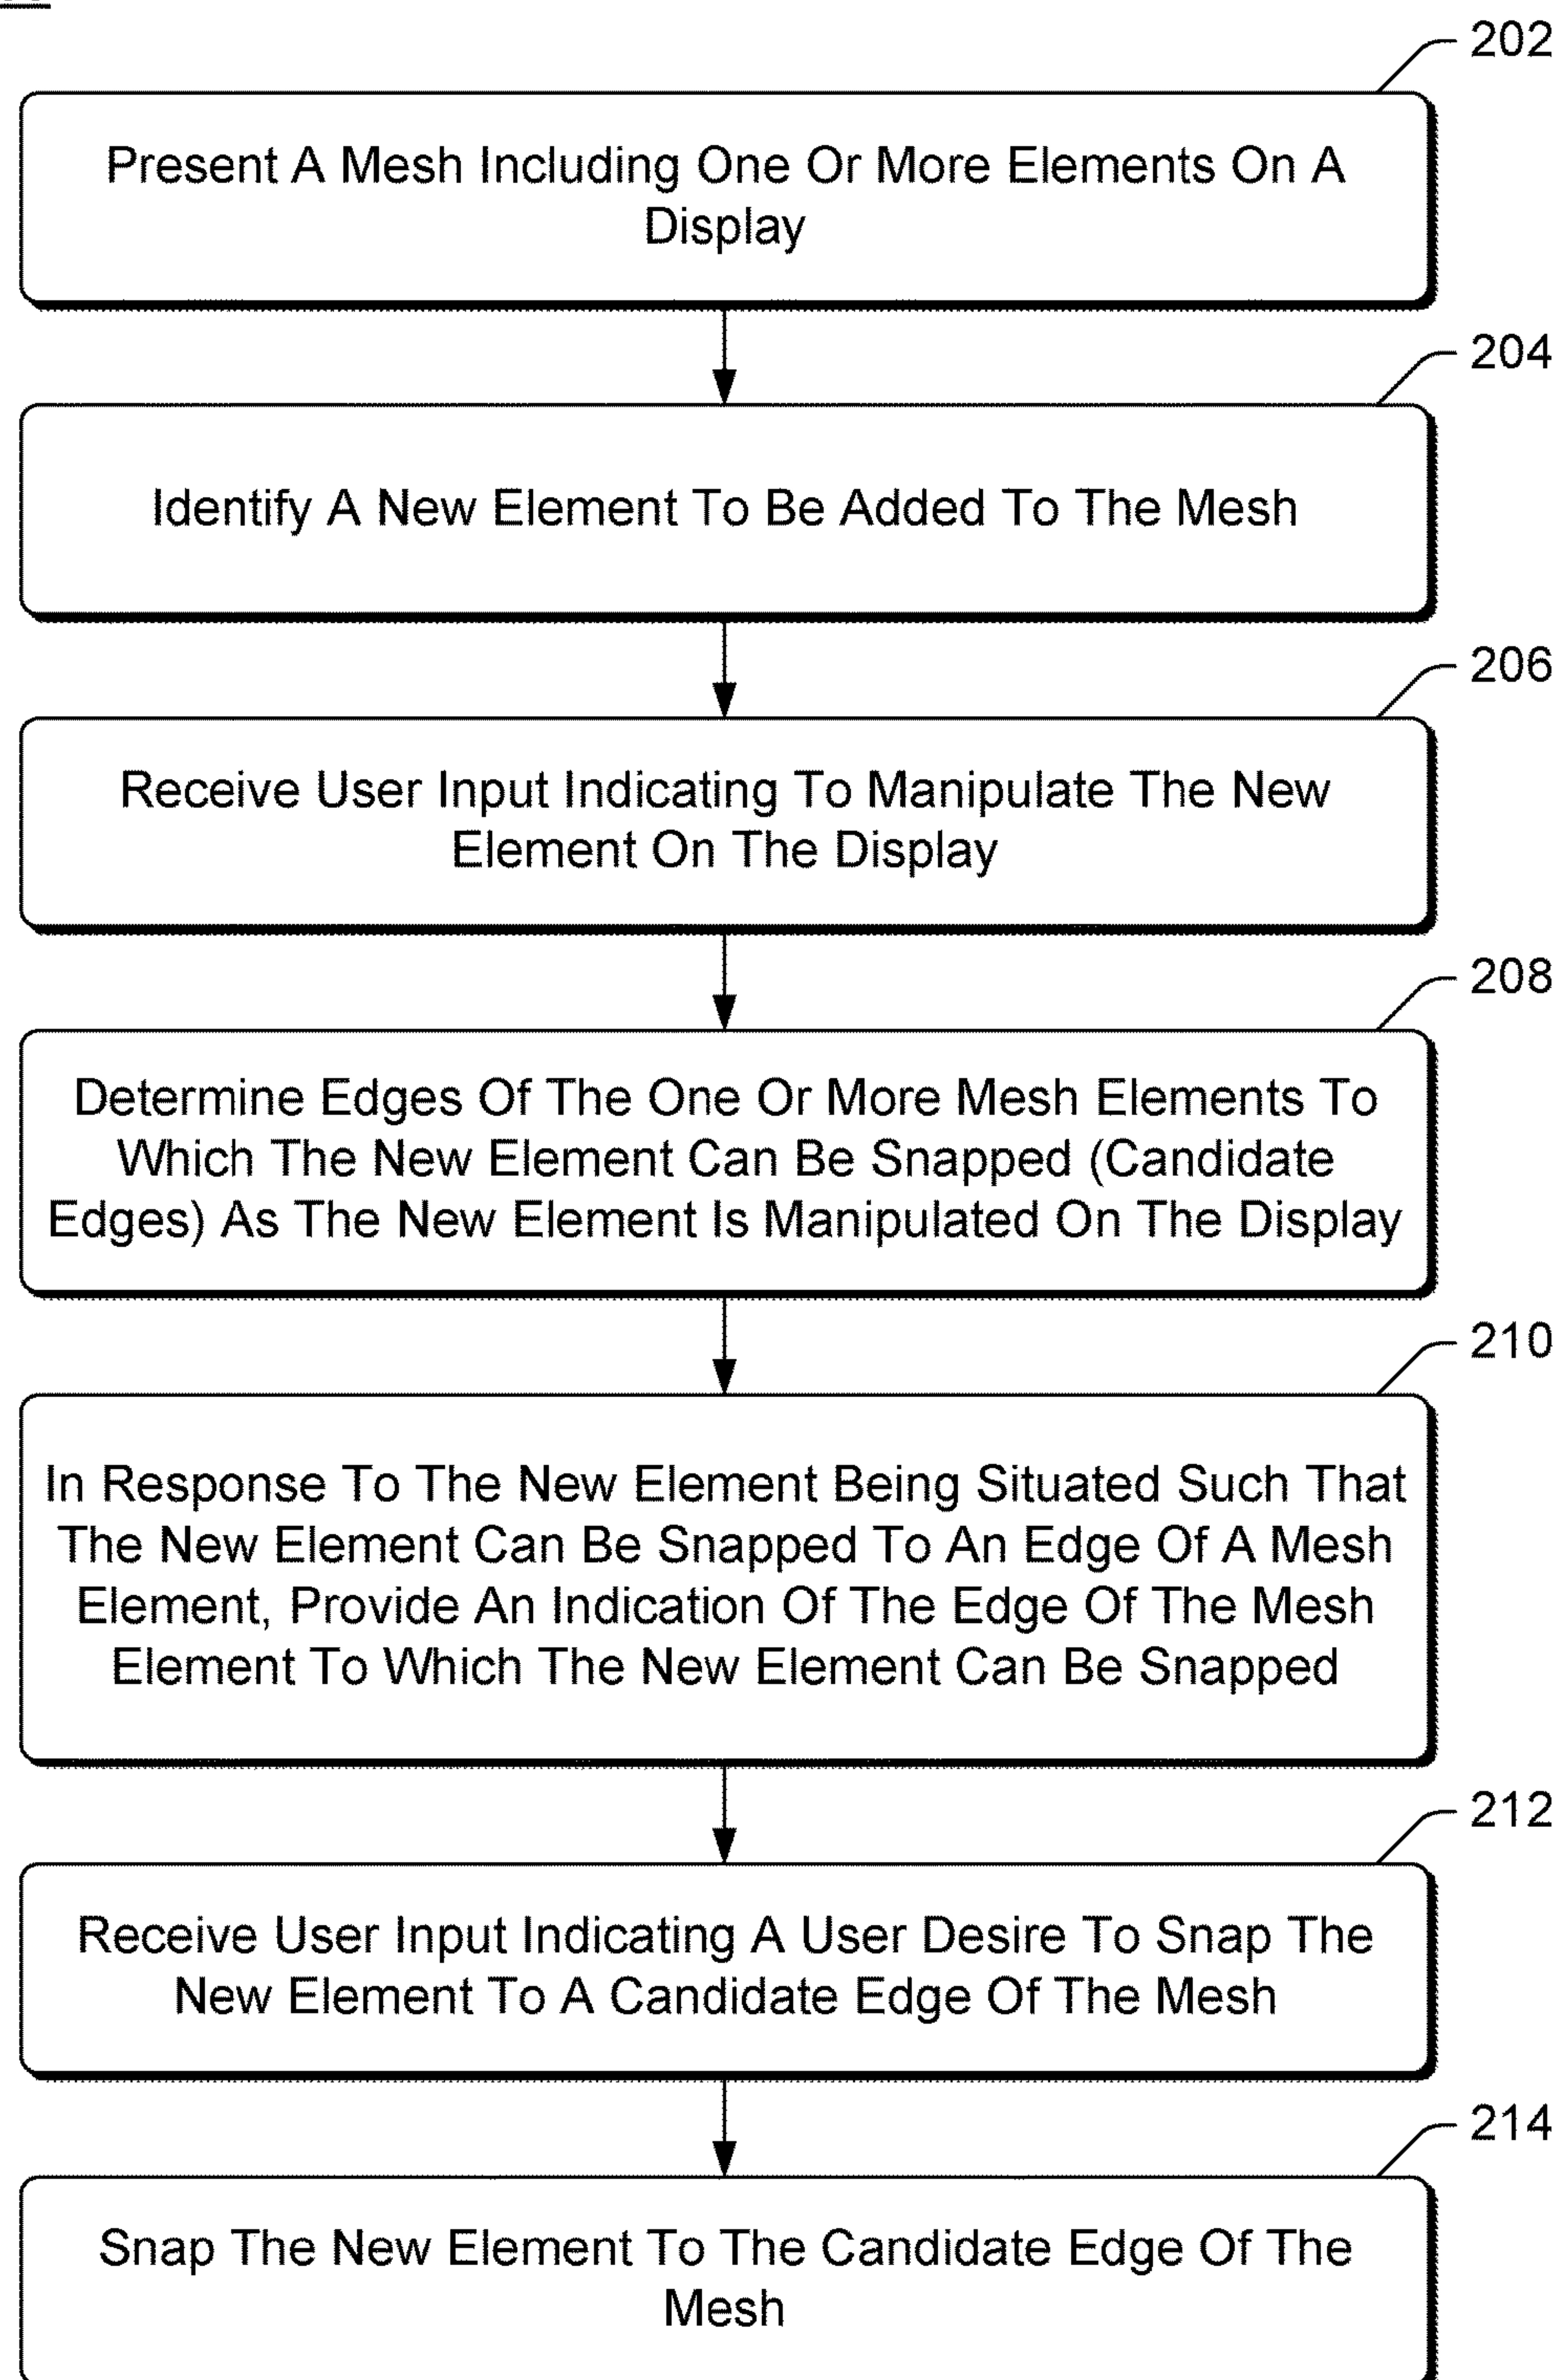 202
Present A Mesh Including One Or More Elements On A
Display
204
Identify A New Element To Be Added To The Mesh
206
Receive User Input Indicating To Manipulate The New
Element On The Display
208
Determine Edges Of The One Or More Mesh Elements To
Which The New Element Can Be Snapped (Candidate
Edges) As The New Element Is Manipulated On The Display
210
In Response To The New Element Being Situated Such That
The New Element Can Be Snapped To An Edge Of A Mesh
Element, Provide An Indication Of The Edge Of The Mesh
Element To Which The New Element Can Be Snapped
212
Receive User Input Indicating A User Desire To Snap The
New Element To A Candidate Edge Of The Mesh
214
Snap The New Element To The Candidate Edge Of The
Mesh